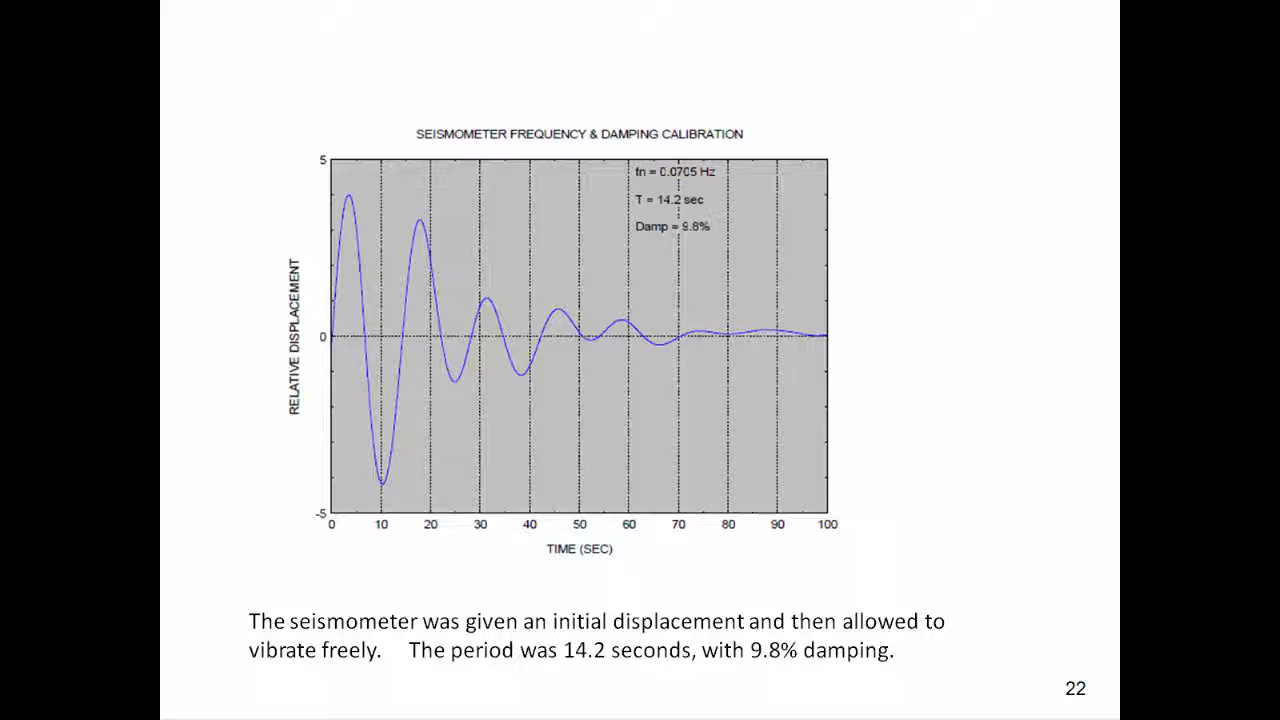 SEISMOMETER FREQUENCY & DAMPING CALIBRATION
5
fn = 0.0705 Hz
T = 14.2 sec
Damp = 9.8%
RELATIVE DISPLACEMENT
0
-5
0 10 20 30 40 50 60 70 80 90 100
TIME (SEC)
The seismometer was given an initial displacement and then allowed to
vibrate freely. The period was 14.2 seconds, with 9.8% damping.
22